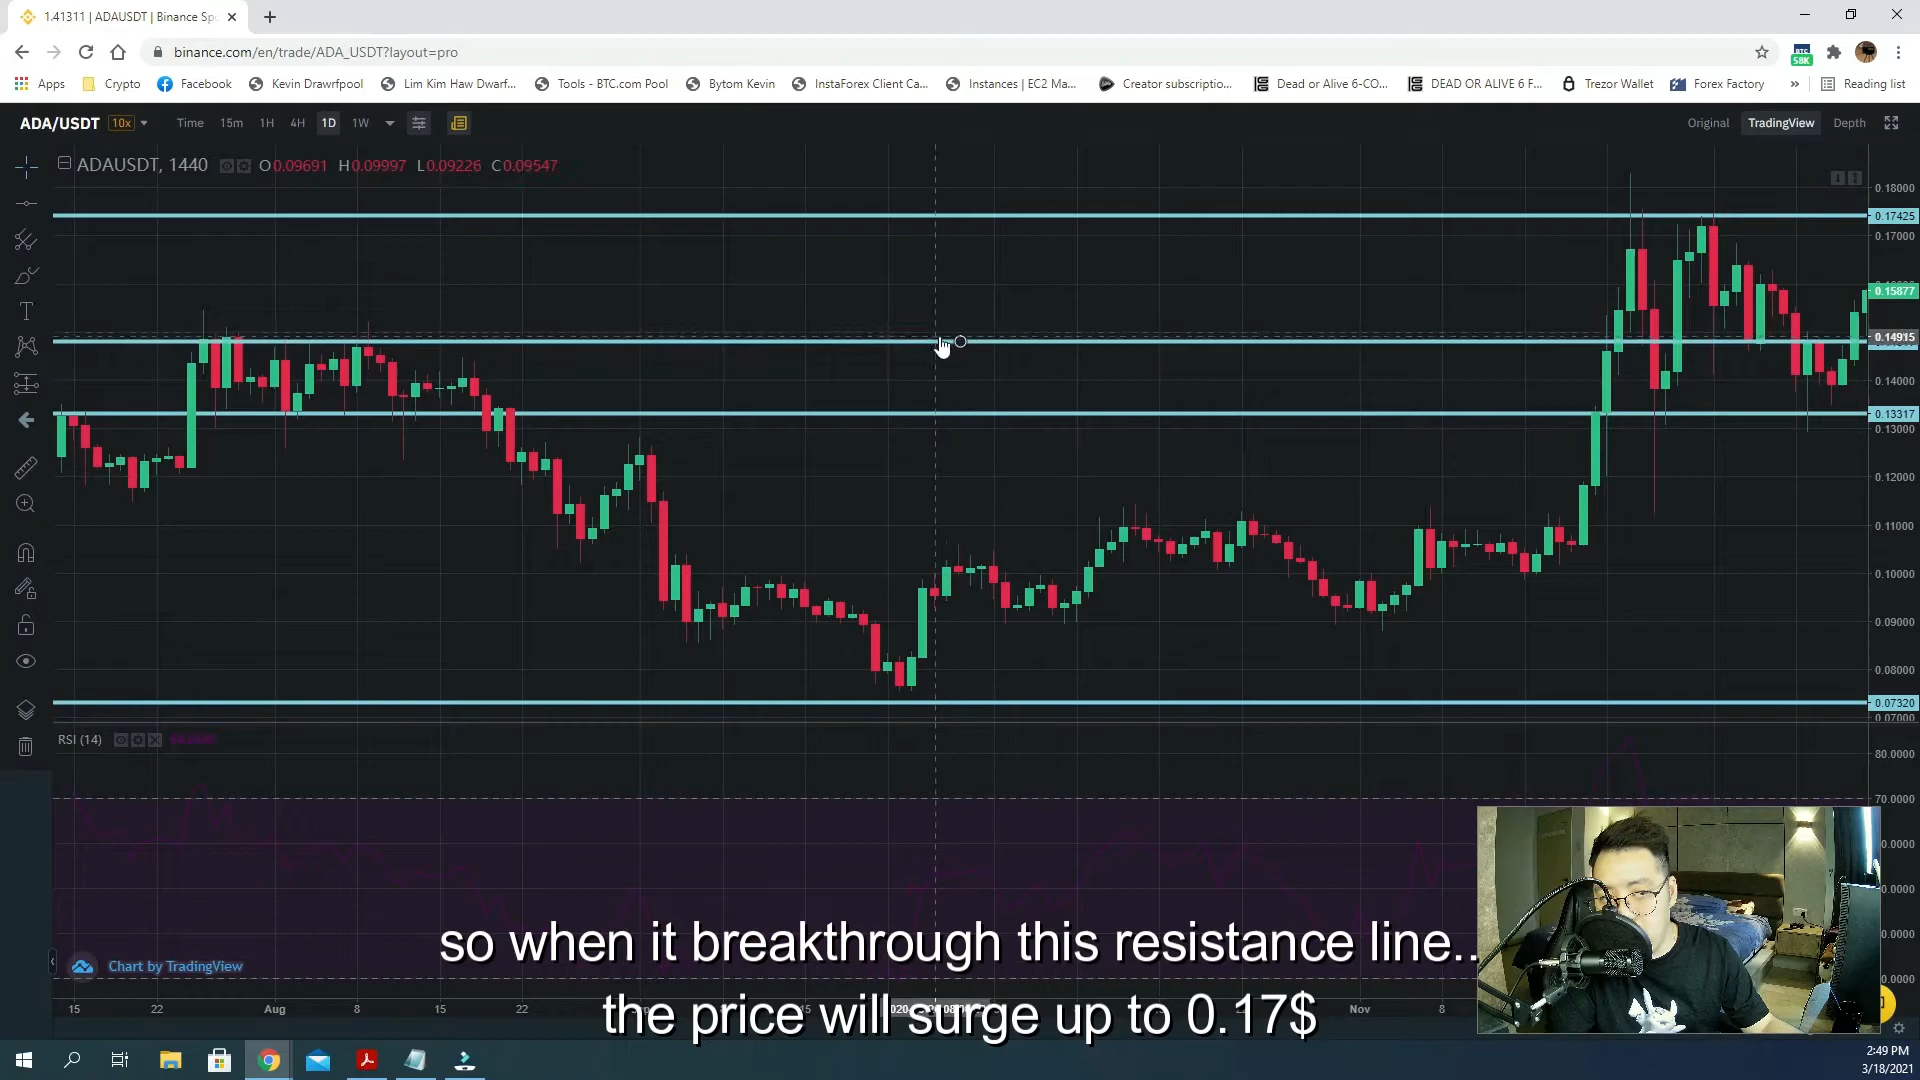 1.41311 | ADAUSDT | Binance Spo
binance.com/en/trade/ADA_USDT?layout=pro
BTC
58K
Apps
Crypto
Facebook
Kevin Drawrfpool
Lim Kim Haw Dwarf...
Tools - BTC.com Pool
Bytom Kevin
InstaForex Client Ca...
Instances | EC2 Ma...
Creator subscriptio...
Dead or Alive 6-CO...
DEAD OR ALIVE 6 F...
Trezor Wallet
Forex Factory
»
Reading list
ADA/USDT 10x
Time 15m 1H 4H 1D 1W
Original TradingView Depth
ADAUSDT, 1440
O0.09691 H0.09997 L0.09226 C0.09547
0.18000
0.17425
0.17000
0.15877
0.14915
0.14000
0.13317
0.13000
0.12000
0.11000
0.10000
0.09000
0.08000
0.07320
0.07000
RSI (14)
80.0000
70.0000
so when it breakthrough this resistance line..
the price will surge up to 0.17$
Chart by TradingView
15 22 Aug 8 15 22 Nov 8
2:49 PM
3/18/2021